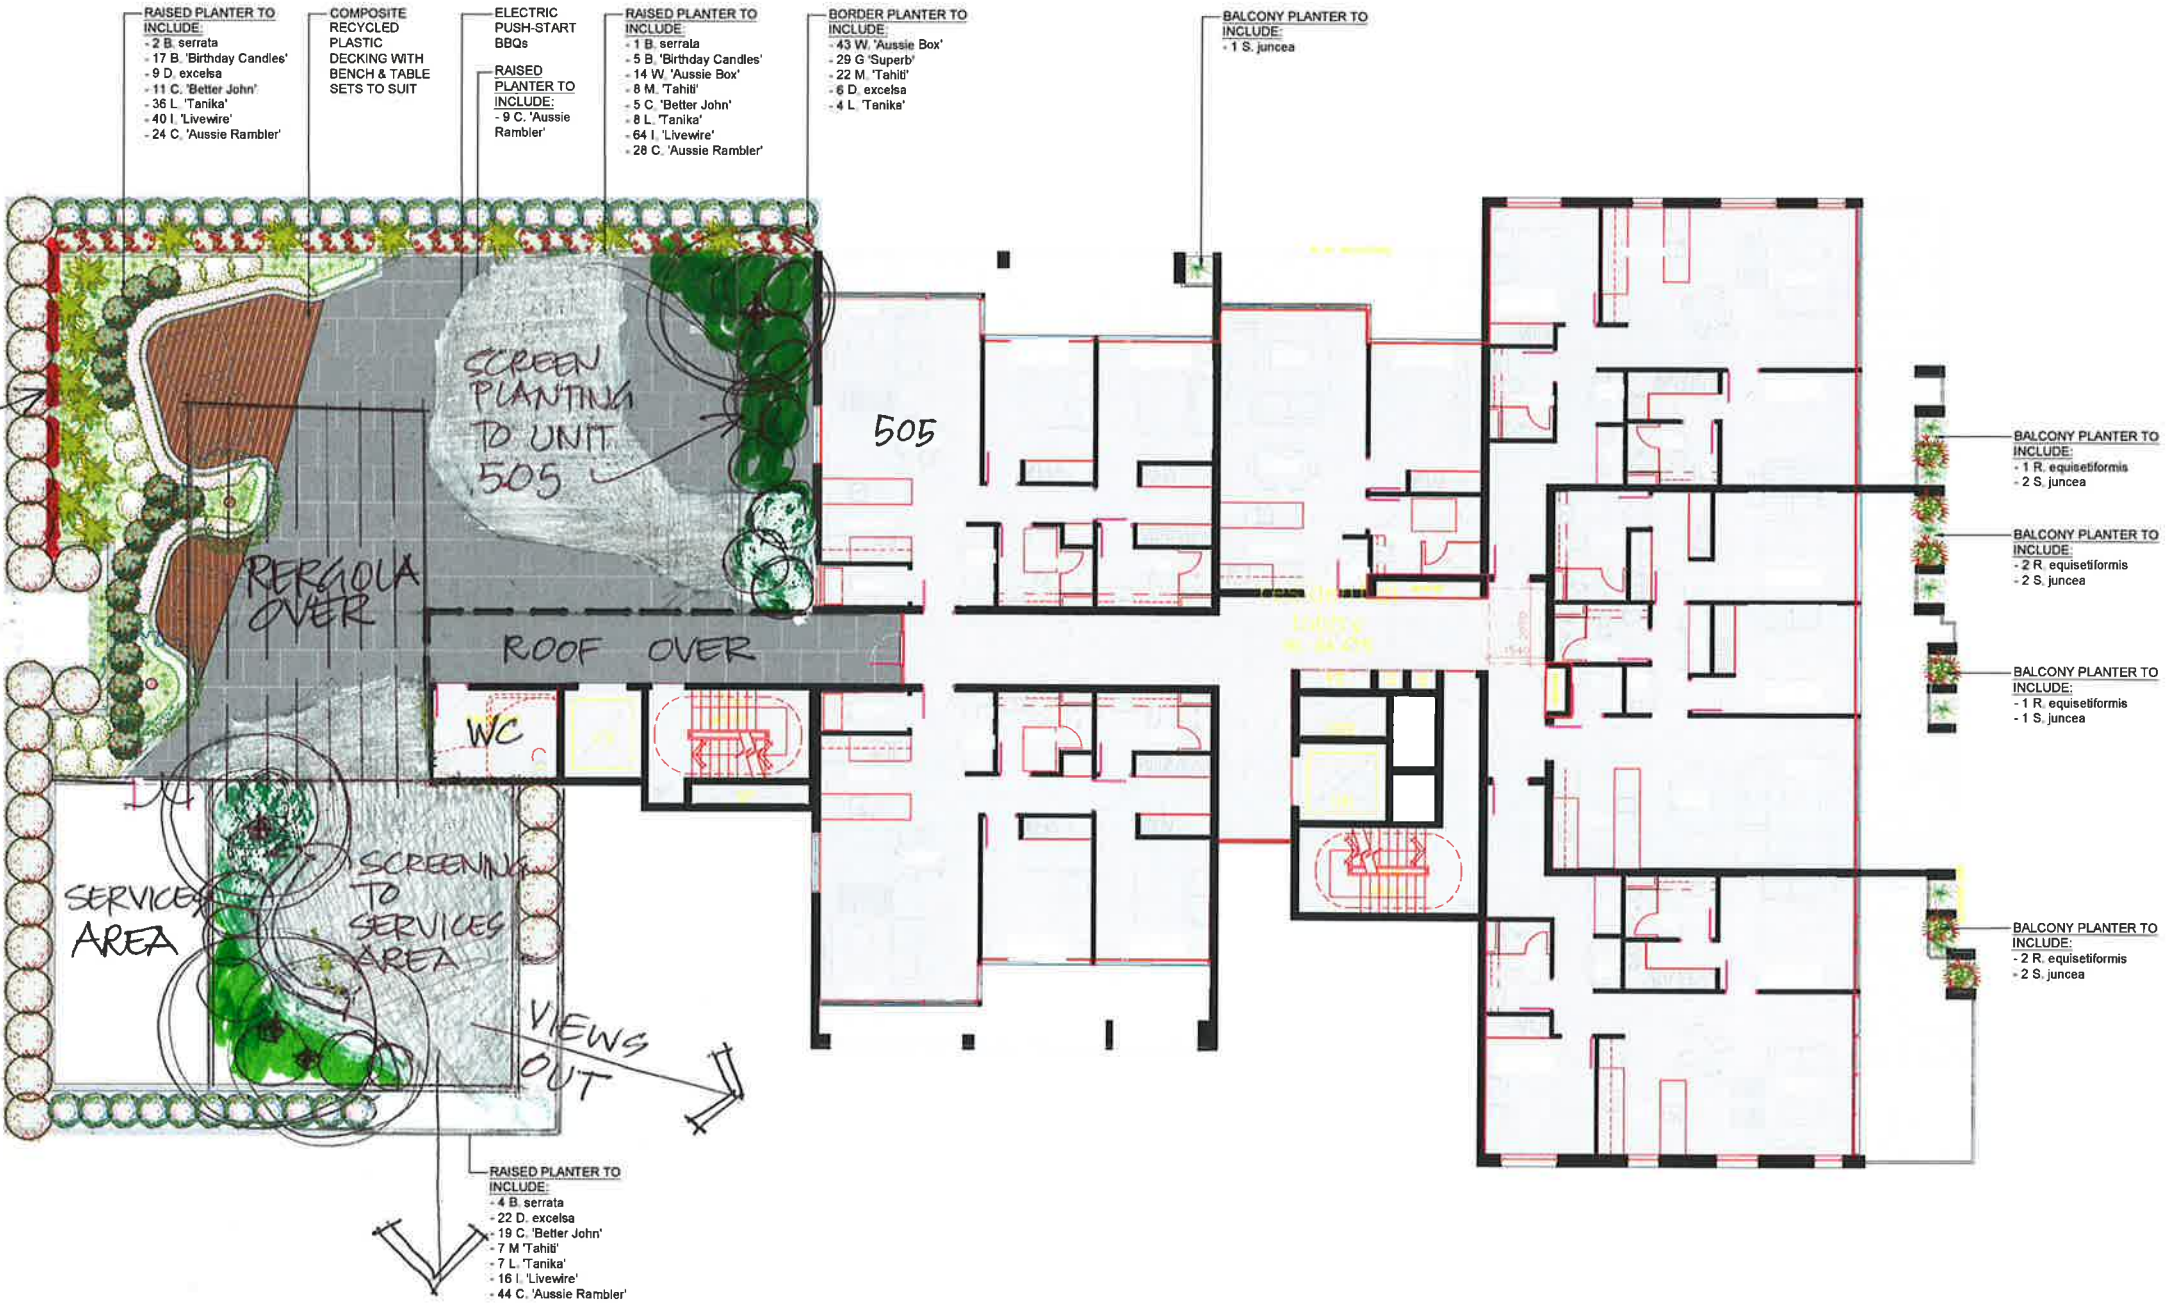 RAISED PLANTER TO
INCLUDE:
- 2 B. serrata
- 17 B. 'Birthday Candles'
- 9 D. excelsa
- 11 C. 'Better John'
- 36 L. 'Tanika'
- 40 I. 'Livewire'
- 24 C. 'Aussie Rambler'
COMPOSITE
RECYCLED
PLASTIC
DECKING WITH
BENCH & TABLE
SETS TO SUIT
ELECTRIC
PUSH-START
BBQs
RAISED
PLANTER TO
INCLUDE:
- 9 C. 'Aussie
Rambler'
RAISED PLANTER TO
INCLUDE:
- 1 B. serrata
- 5 B. 'Birthday Candles'
- 14 W. 'Aussie Box'
- 8 M. 'Tahiti'
- 5 C. 'Better John'
- 8 L. 'Tanika'
- 64 I. 'Livewire'
- 28 C. 'Aussie Rambler'
BORDER PLANTER TO
INCLUDE:
- 43 W. 'Aussie Box'
- 29 G 'Superb'
- 22 M. 'Tahiti'
- 6 D. excelsa
- 4 L. 'Tanika'
BALCONY PLANTER TO
INCLUDE:
- 1 S. juncea
SCREEN
PLANTING
TO UNIT
505
505
PERGOLA
OVER
ROOF OVER
WC
SERVICES
AREA
SCREENING
TO
SERVICES
AREA
VIEWS
OUT
BALCONY PLANTER TO
INCLUDE:
- 1 R. equisetiformis
- 2 S. juncea
BALCONY PLANTER TO
INCLUDE:
- 2 R. equisetiformis
- 2 S. juncea
BALCONY PLANTER TO
INCLUDE:
- 1 R. equisetiformis
- 1 S. juncea
BALCONY PLANTER TO
INCLUDE:
- 2 R. equisetiformis
- 2 S. juncea
RAISED PLANTER TO
INCLUDE:
- 4 B. serrata
- 22 D. excelsa
- 19 C. 'Better John'
- 7 M 'Tahiti'
- 7 L. 'Tanika'
- 16 I. 'Livewire'
- 44 C. 'Aussie Rambler'